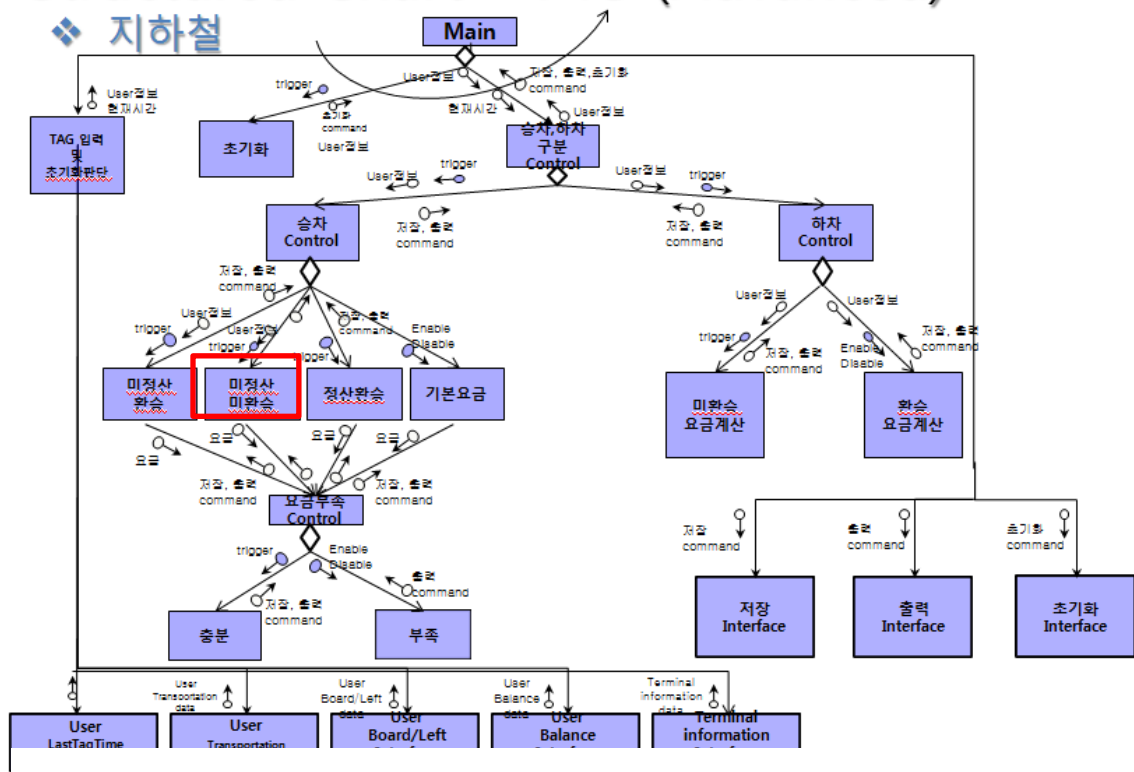 ❖ 지하철
Main
User정보
저장, 출력,초기화
command
trigger
User정보
현재시간
초기화
command
User정보
현재시간
User정보
TAG 입력
및
초기화판단
초기화
승차,하차
구분
Control
User정보
trigger
User정보
trigger
저장, 출력
command
저장, 출력
command
승차
Control
하차
Control
저장, 출력
command
User정보
trigger
User정보
trigger
저장, 출력
command
trigger
Enable
Disable
User정보
User정보
trigger
저장, 출력
command
Enable
Disable
저장, 출력
command
미정산
환승
미정산
미환승
정산환승
기본요금
미환승
요금계산
환승
요금계산
요금
요금
요금
요금
저장, 출력
command
저장, 출력
command
요금부족
Control
trigger
Enable
Disable
저장, 출력
command
출력
command
저장
command
출력
command
초기화
command
충분
부족
저장
Interface
출력
Interface
초기화
Interface
User
Transportation
data
User
Board/Left
data
User
Balance
data
Terminal
information
data
User
LastTagTime
User
Transportation
User
Board/Left
User
Balance
Terminal
information